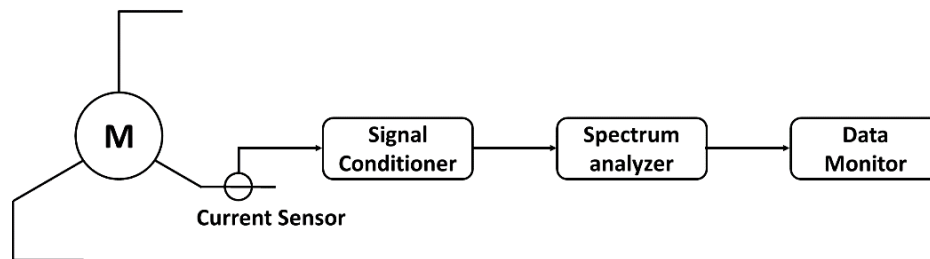 M
Signal
Conditioner
Spectrum
analyzer
Data
Monitor
Current Sensor